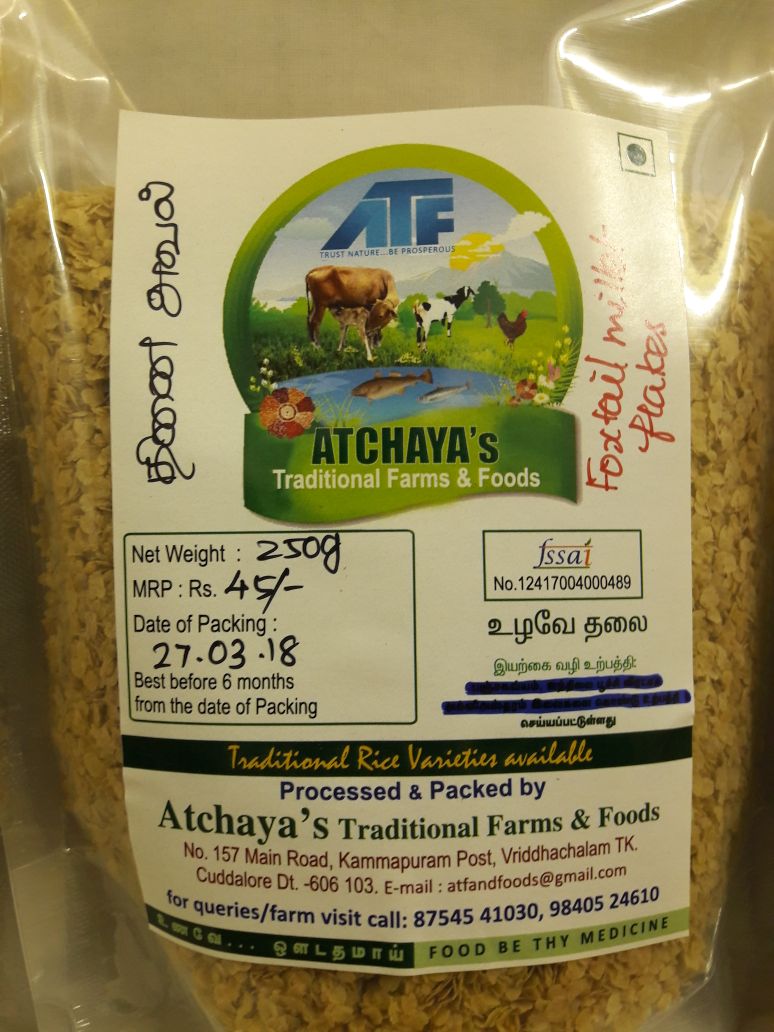 தினை அவல்
ATF
TRUST NATURE...BE PROSPEROUS
Foxtail millet
flakes
ATCHAYA's
Traditional Farms & Foods
Net Weight : 250g
MRP : Rs. 45/-
Date of Packing :
27.03.18
Best before 6 months
from the date of Packing
fssai
No.12417004000489
உழவே தலை
இயற்கை வழி உற்பத்தி:
செய்யப்பட்டுள்ளது
Traditional Rice Varieties available
Processed & Packed by
Atchaya's Traditional Farms & Foods
No. 157 Main Road, Kammapuram Post, Vriddhachalam TK.
Cuddalore Dt. -606 103. E-mail : atfandfoods@gmail.com
for queries/farm visit call: 87545 41030, 98405 24610
உணவே... ஔடதமாய் FOOD BE THY MEDICINE